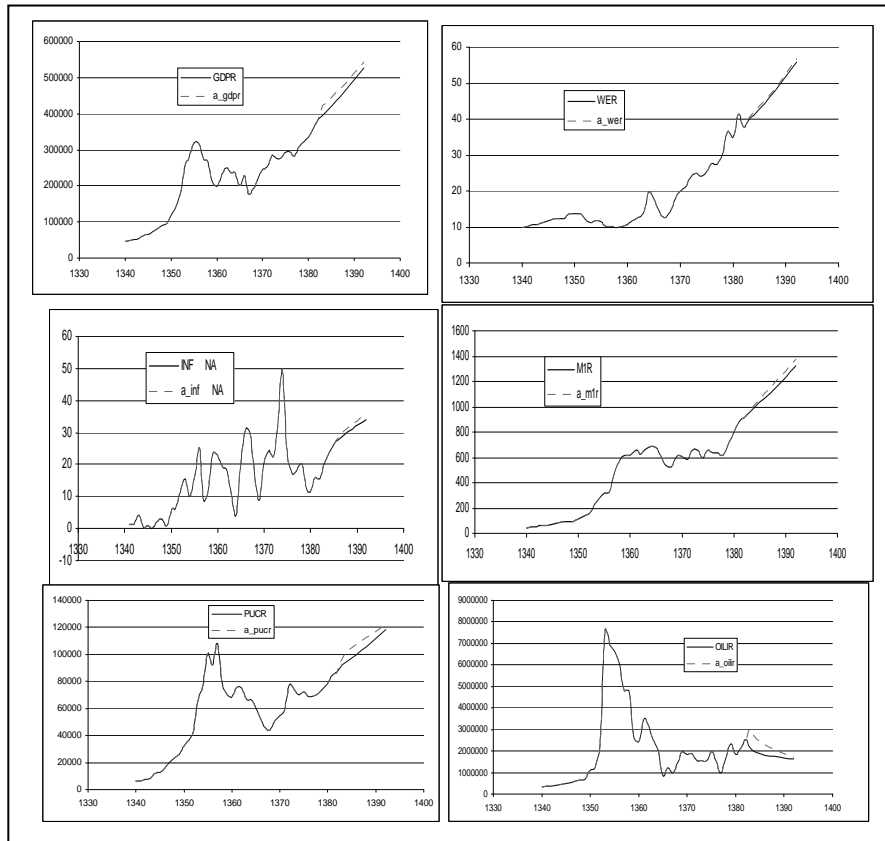 600000
500000
400000
300000
200000
100000
0
1330 1340 1350 1360 1370 1380 1390 1400
GDPR
a_gdpr
60
50
40
30
20
10
0
1330 1340 1350 1360 1370 1380 1390 1400
WER
a_wer
60
50
40
30
20
10
0
-10
1330 1340 1350 1360 1370 1380 1390 1400
INF NA
a_inf NA
1600
1400
1200
1000
800
600
400
200
0
1330 1340 1350 1360 1370 1380 1390 1400
M1R
a_m1r
140000
120000
100000
80000
60000
40000
20000
0
1330 1340 1350 1360 1370 1380 1390 1400
PUCR
a_pucr
9000000
8000000
7000000
6000000
5000000
4000000
3000000
2000000
1000000
0
1330 1340 1350 1360 1370 1380 1390 1400
OILIR
a_oilir